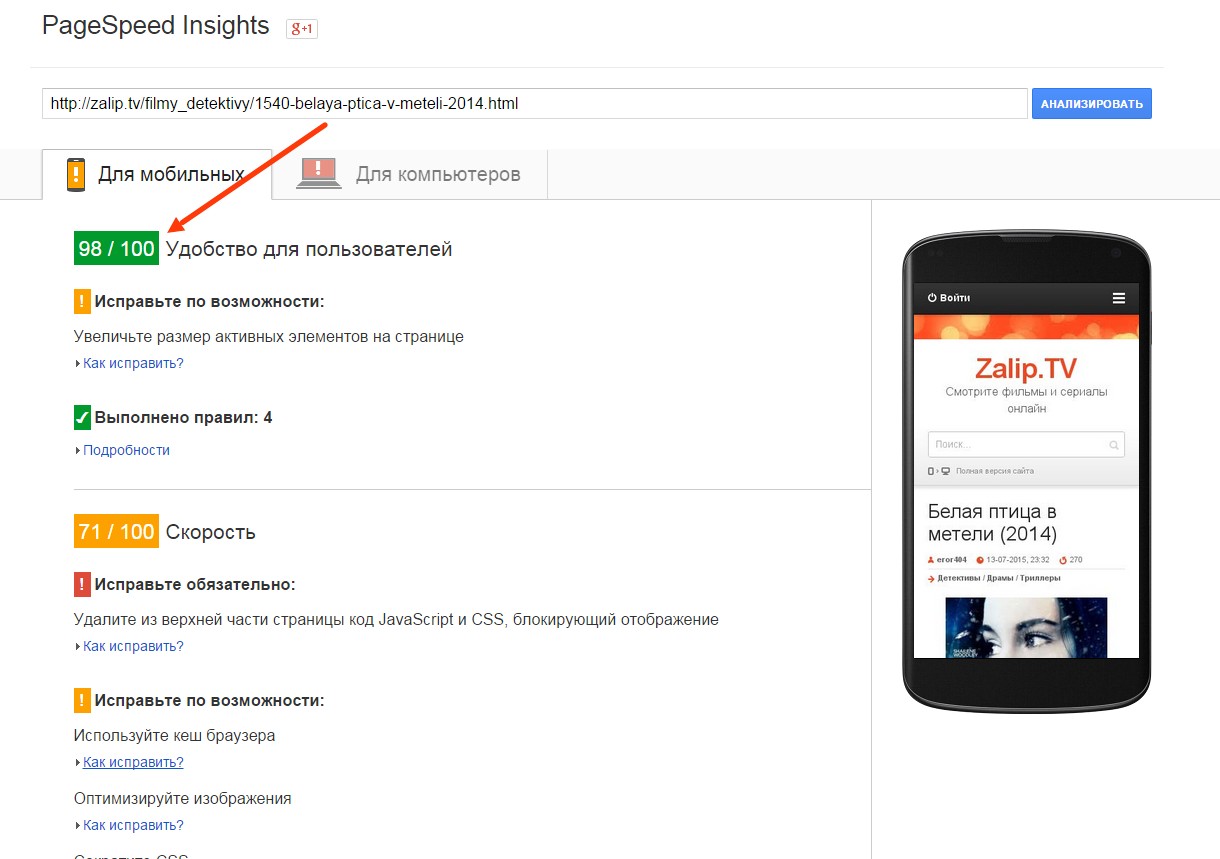 PageSpeed Insights
g+1
http://zalip.tv/filmy_detektivy/1540-belaya-ptica-v-meteli-2014.html
АНАЛИЗИРОВАТЬ
Для мобильных
Для компьютеров
98 / 100 Удобство для пользователей
! Исправьте по возможности:
Увеличьте размер активных элементов на странице
Как исправить?
Выполнено правил: 4
Подробности
71 / 100 Скорость
! Исправьте обязательно:
Удалите из верхней части страницы код JavaScript и CSS, блокирующий отображение
Как исправить?
! Исправьте по возможности:
Используйте кеш браузера
Как исправить?
Оптимизируйте изображения
Как исправить?
Сократите CSS
Войти
Zalip.TV
Смотрите фильмы и сериалы
онлайн
Поиск...
Полная версия сайта
Белая птица в
метели (2014)
eror404 13-07-2015, 23:32 270
Детективы / Драмы / Триллеры
SHAILENE
WOODLEY